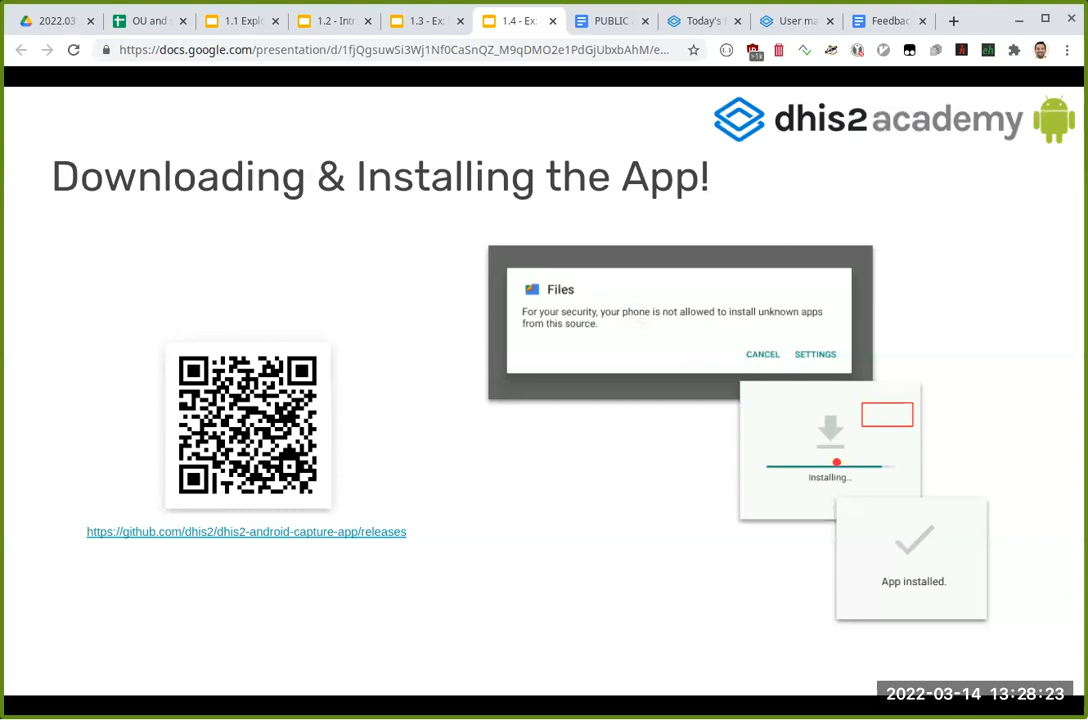 2022.03
OU and
1.1 Expl
1.2 - Intr
1.3 - Ex:
1.4 - Ex:
PUBLIC
Today's
User ma
Feedbac
https://docs.google.com/presentation/d/1fjQgsuwSi3Wj1Nf0CaSnQZ_M9qDMO2e1PdGjUbxbAhM/e...
dhis2 academy
Downloading & Installing the App!
Files
For your security, your phone is not allowed to install unknown apps
from this source.
CANCEL SETTINGS
Installing...
https://github.com/dhis2/dhis2-android-capture-app/releases
App installed.
2022-03-14 13:28:23